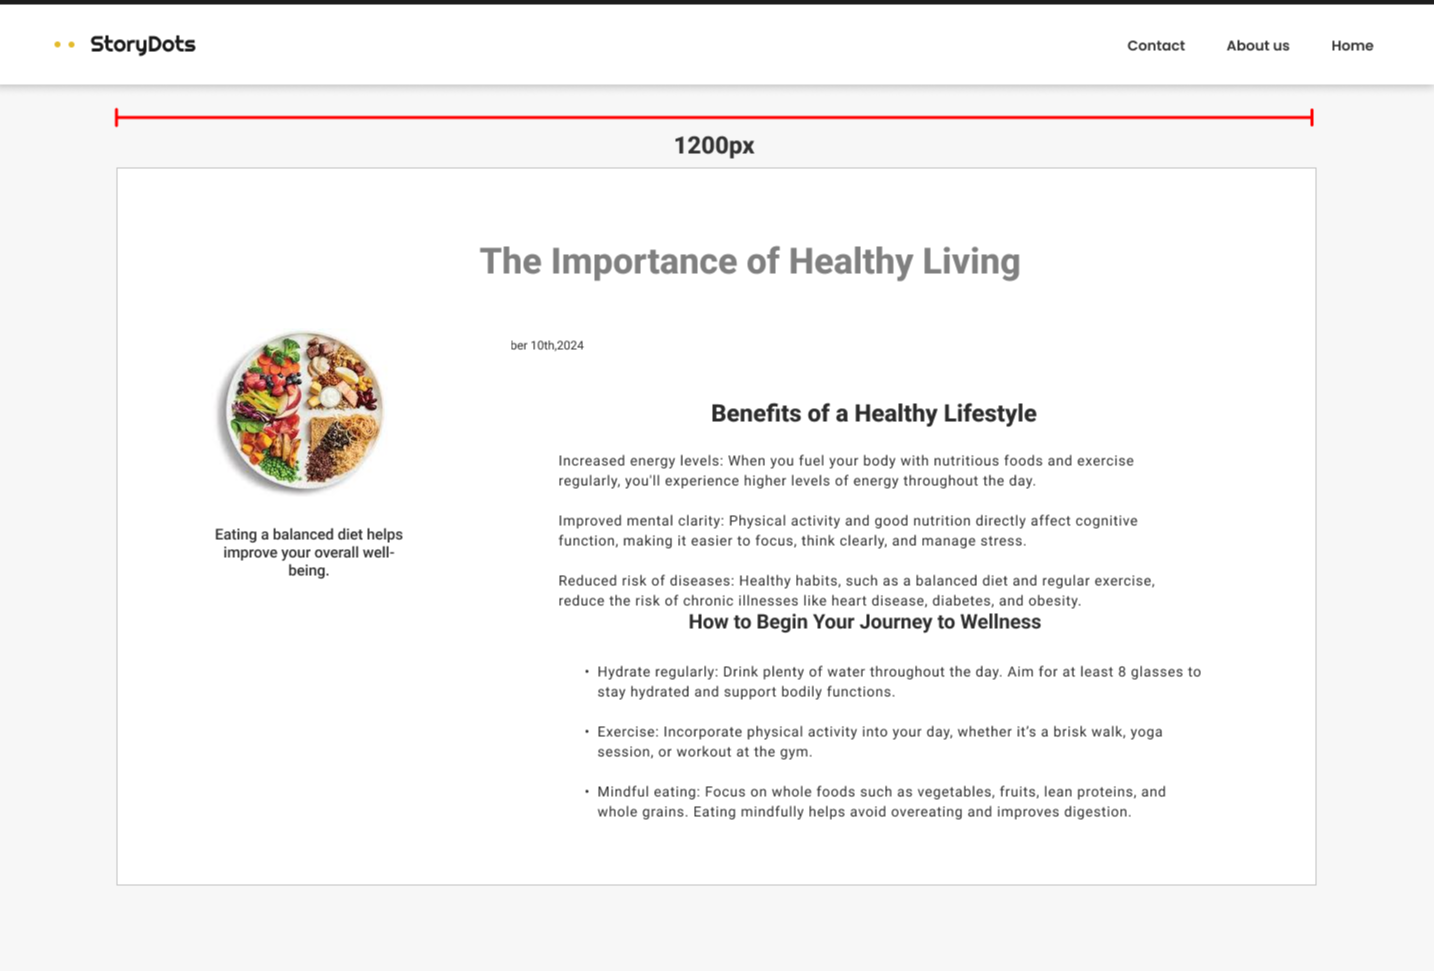 StoryDots
Contact About us Home
1200px
The Importance of Healthy Living
ber 10th,2024
Eating a balanced diet helps
improve your overall well-
being.
Benefits of a Healthy Lifestyle
Increased energy levels: When you fuel your body with nutritious foods and exercise
regularly, you'll experience higher levels of energy throughout the day.
Improved mental clarity: Physical activity and good nutrition directly affect cognitive
function, making it easier to focus, think clearly, and manage stress.
Reduced risk of diseases: Healthy habits, such as a balanced diet and regular exercise,
reduce the risk of chronic illnesses like heart disease, diabetes, and obesity.
How to Begin Your Journey to Wellness
• Hydrate regularly: Drink plenty of water throughout the day. Aim for at least 8 glasses to
stay hydrated and support bodily functions.
• Exercise: Incorporate physical activity into your day, whether it's a brisk walk, yoga
session, or workout at the gym.
• Mindful eating: Focus on whole foods such as vegetables, fruits, lean proteins, and
whole grains. Eating mindfully helps avoid overeating and improves digestion.